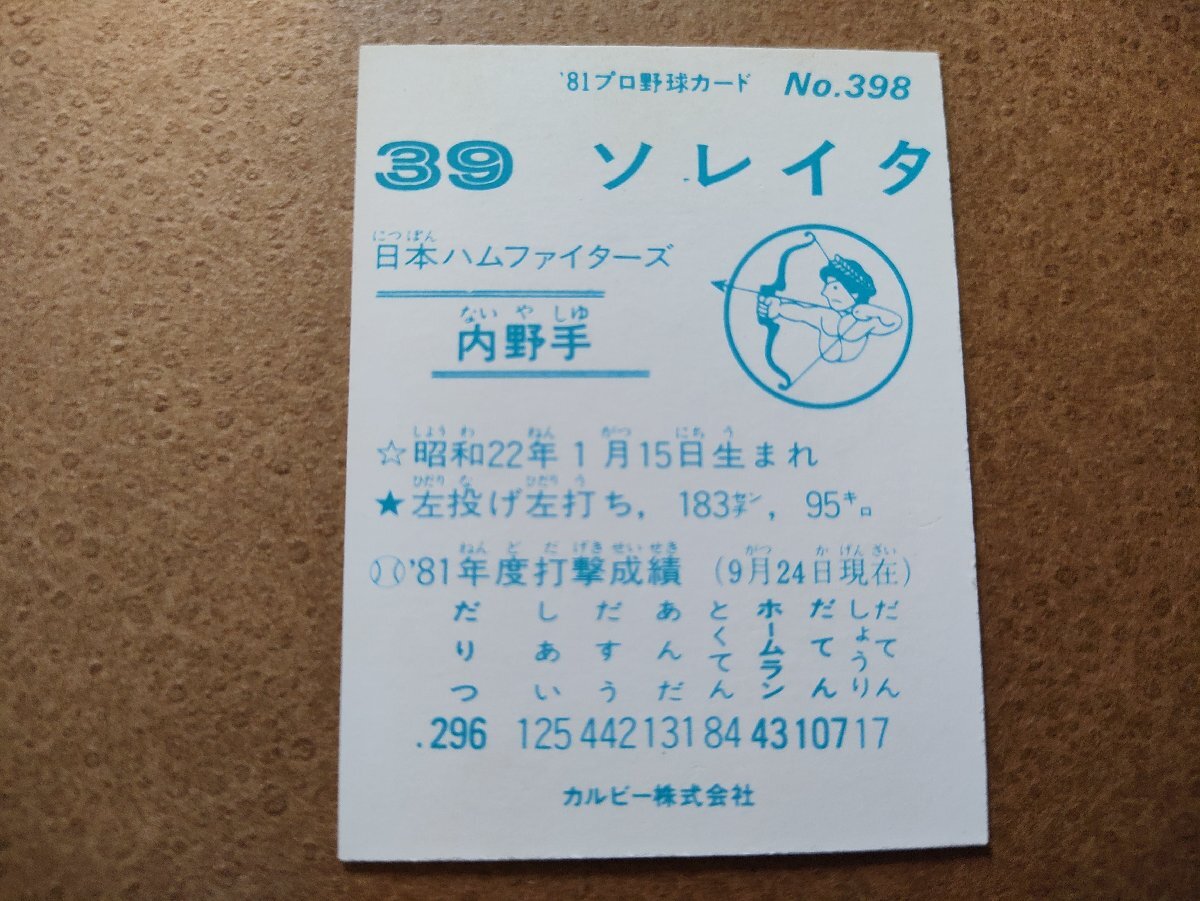 '81プロ野球カード No.398
39 ソレイタ
にっぽん
日本ハムファイターズ
ないやしゆ
内野手
しょうわ ねん がつ にち う
☆昭和22年1月15日生まれ
ひだり な ひだり う
★左投げ左打ち, 183センチ, 95キロ
ねんどだげきせいせき がつ か げんざい
'81年度打撃成績 (9月24日現在)
だりつ しあい だすう あんだ とくてん ホームラン だてん しょうりだてん
.296 125 442 131 84 43 107 17
カルビー株式会社